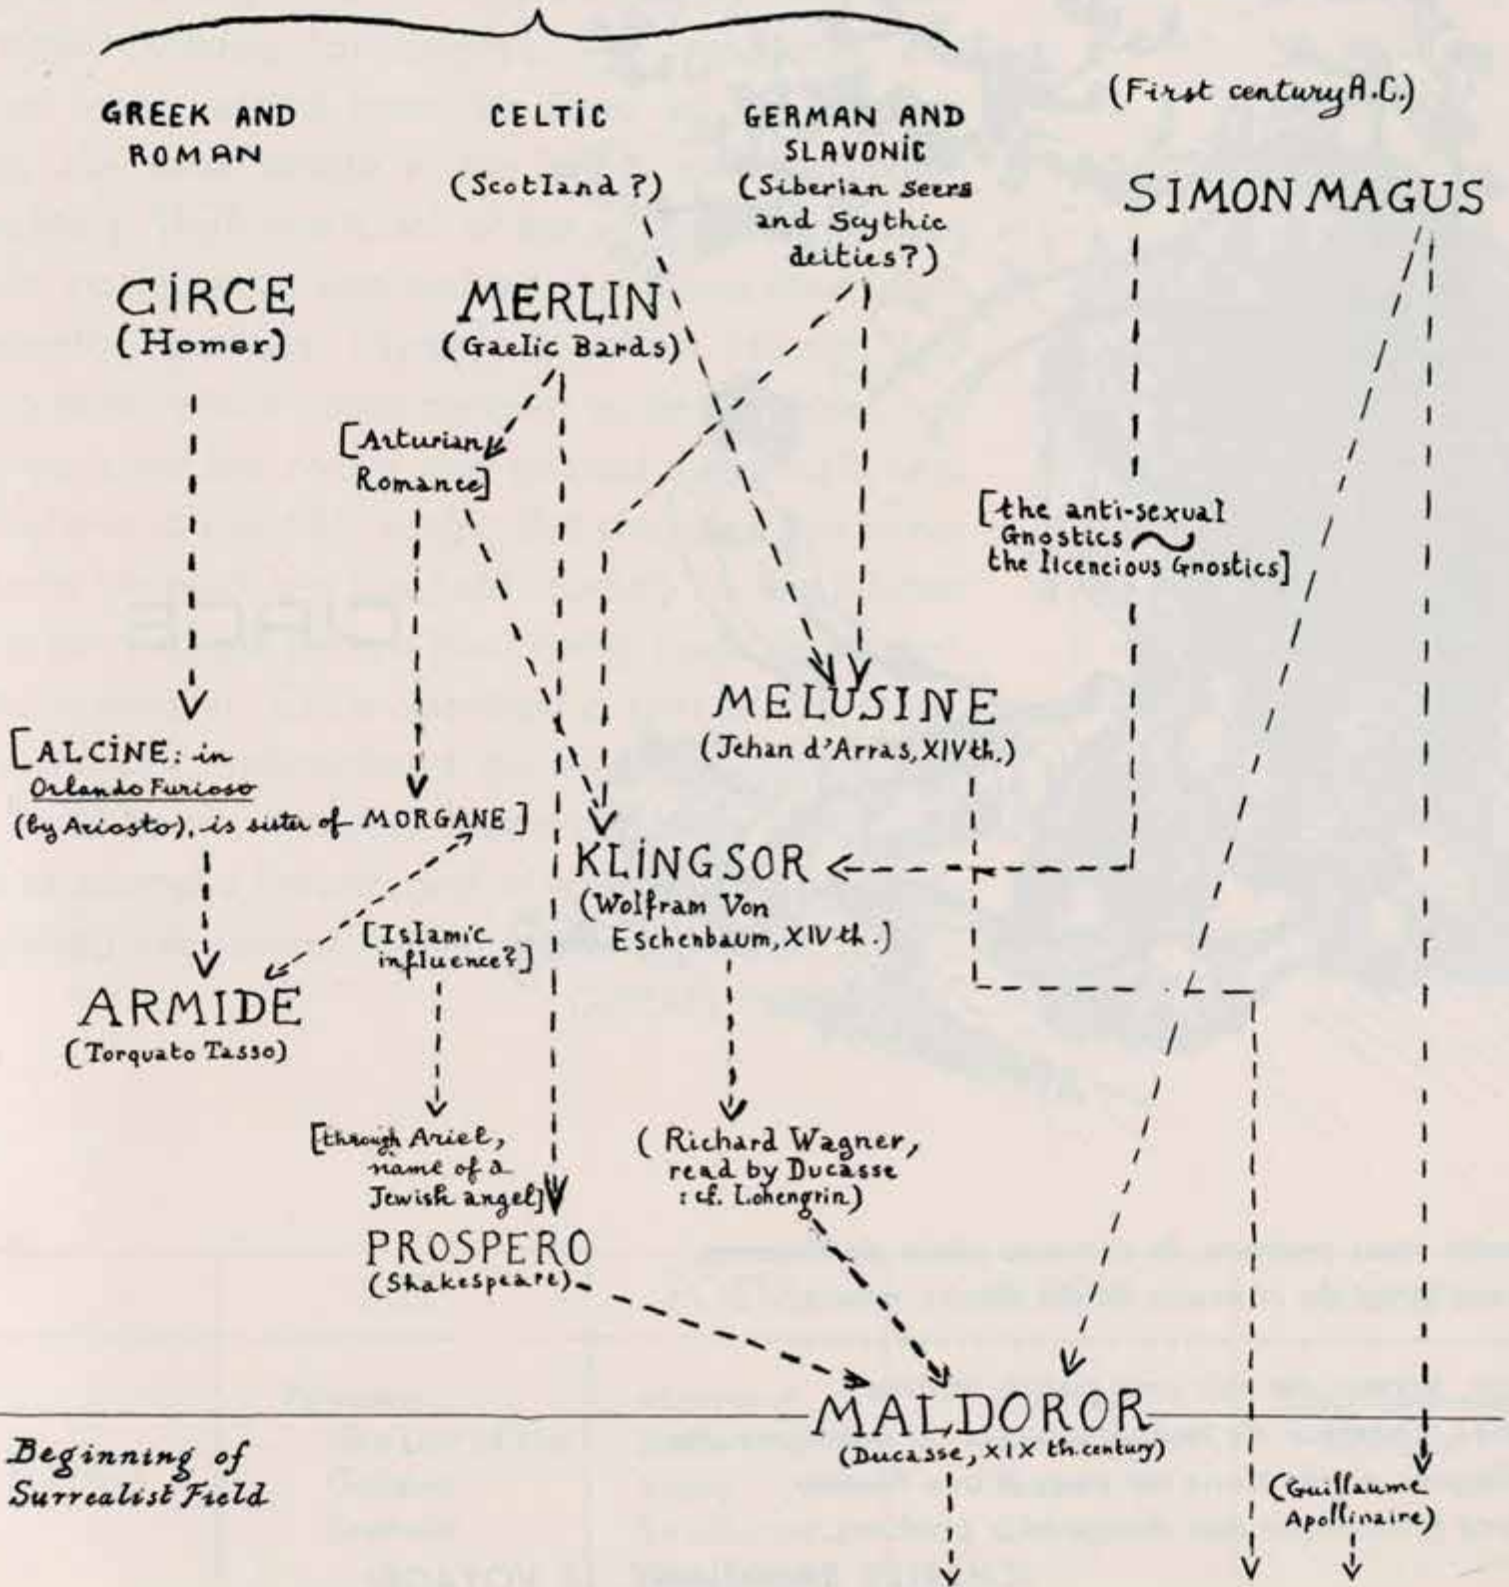 GREEK AND
ROMAN
CELTIC
(Scotland?)
GERMAN AND
SLAVONIC
(Siberian seers
and Scythic
deities?)
(First century A.C.)
SIMON MAGUS
CIRCE
(Homer)
MERLIN
(Gaelic Bards)
[Arturian
Romance]
[the anti-sexual
Gnostics ~
the licencious Gnostics]
MELUSINE
(Jehan d'Arras, XIVth.)
[ALCINE: in
Orlando Furioso
(by Ariosto), is sister of MORGANE]
KLINGSOR
(Wolfram Von
Eschenbaum, XIVth.]
[Islamic
influence?]
ARMIDE
(Torquato Tasso)
[through Ariel,
name of a
Jewish angel]
(Richard Wagner,
read by Ducasse
: cf. Lohengrin)
PROSPERO
(Shakespeare)
MALDOROR
(Ducasse, XIX th. century)
Beginning of
Surrealist Field
(Guillaume
Apollinaire)